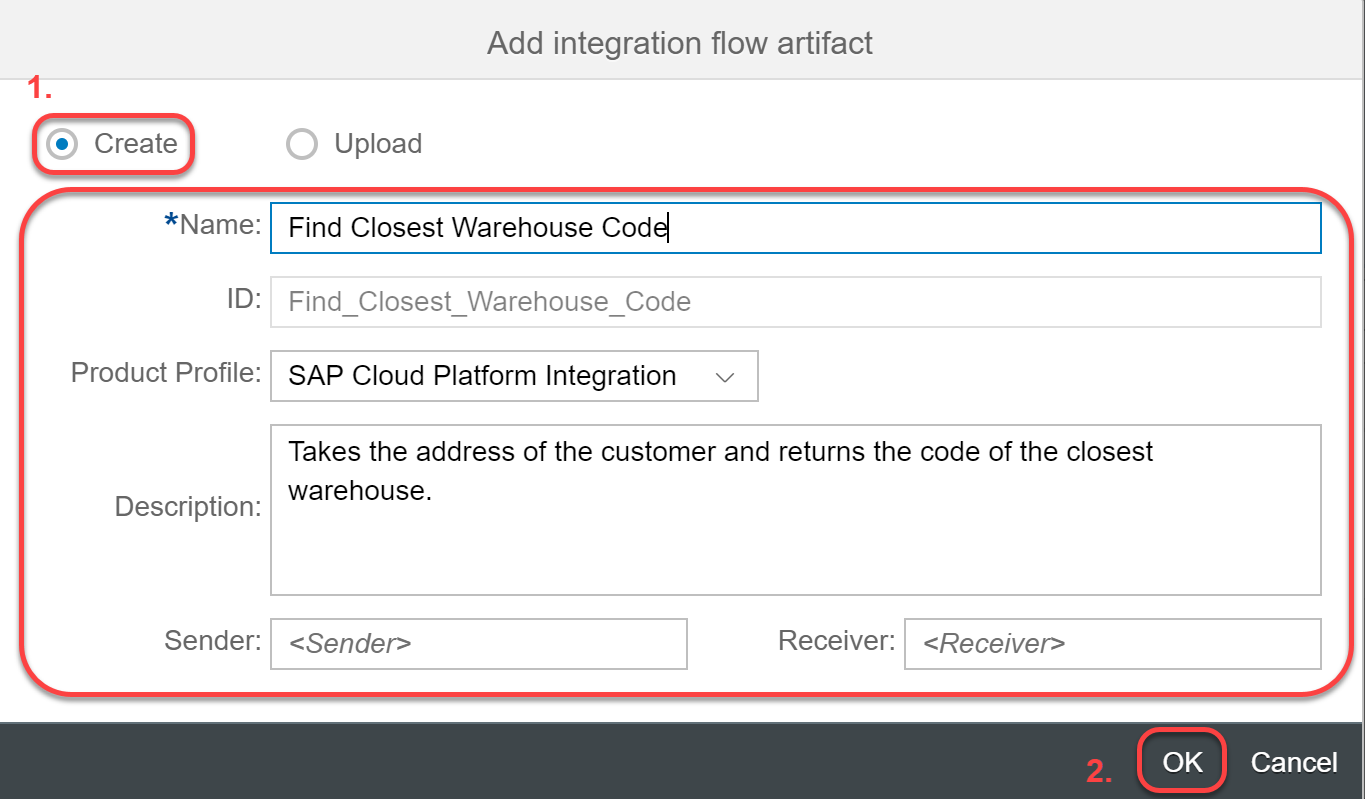 Add integration flow artifact
1.
Create Upload
*Name: Find Closest Warehouse Code
ID: Find_Closest_Warehouse_Code
Product Profile: SAP Cloud Platform Integration
Description: Takes the address of the customer and returns the code of the closest
warehouse.
Sender: <Sender> Receiver: <Receiver>
2. OK Cancel